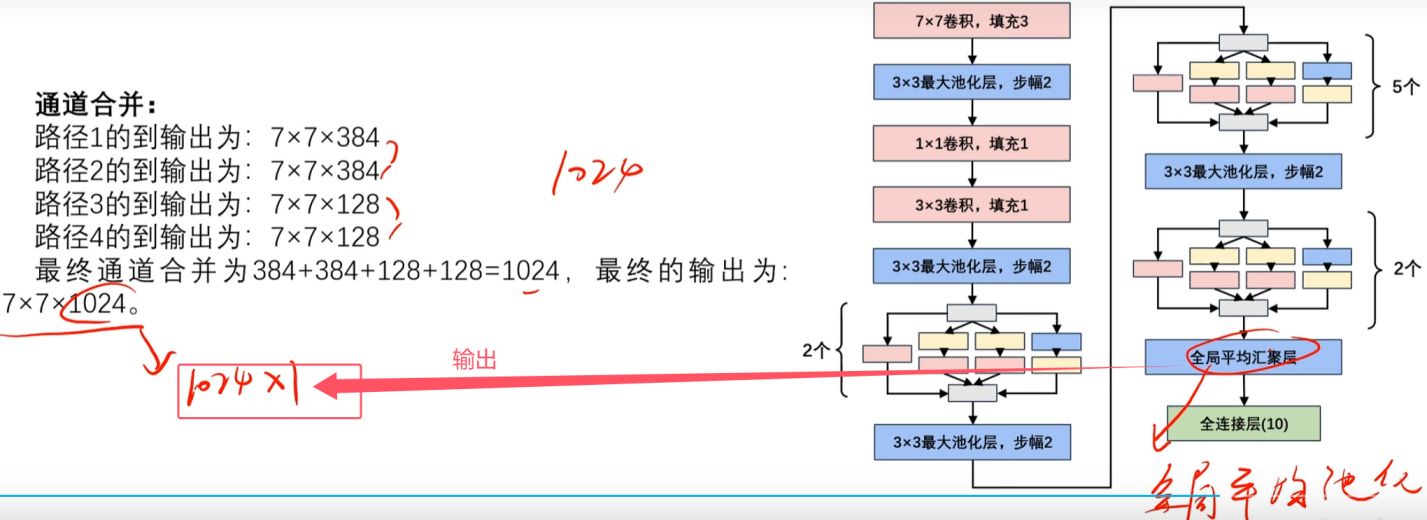 通道合并：
路径1的到输出为：7×7×384
路径2的到输出为：7×7×384
路径3的到输出为：7×7×128
路径4的到输出为：7×7×128
最终通道合并为384+384+128+128=1024，最终的输出为：
7×7×1024。
1024
1024×1
输出
7×7卷积，填充3
3×3最大池化层，步幅2
1×1卷积，填充1
3×3卷积，填充1
3×3最大池化层，步幅2
2个
3×3最大池化层，步幅2
5个
3×3最大池化层，步幅2
2个
全局平均汇聚层
全连接层(10)
全局平均池化